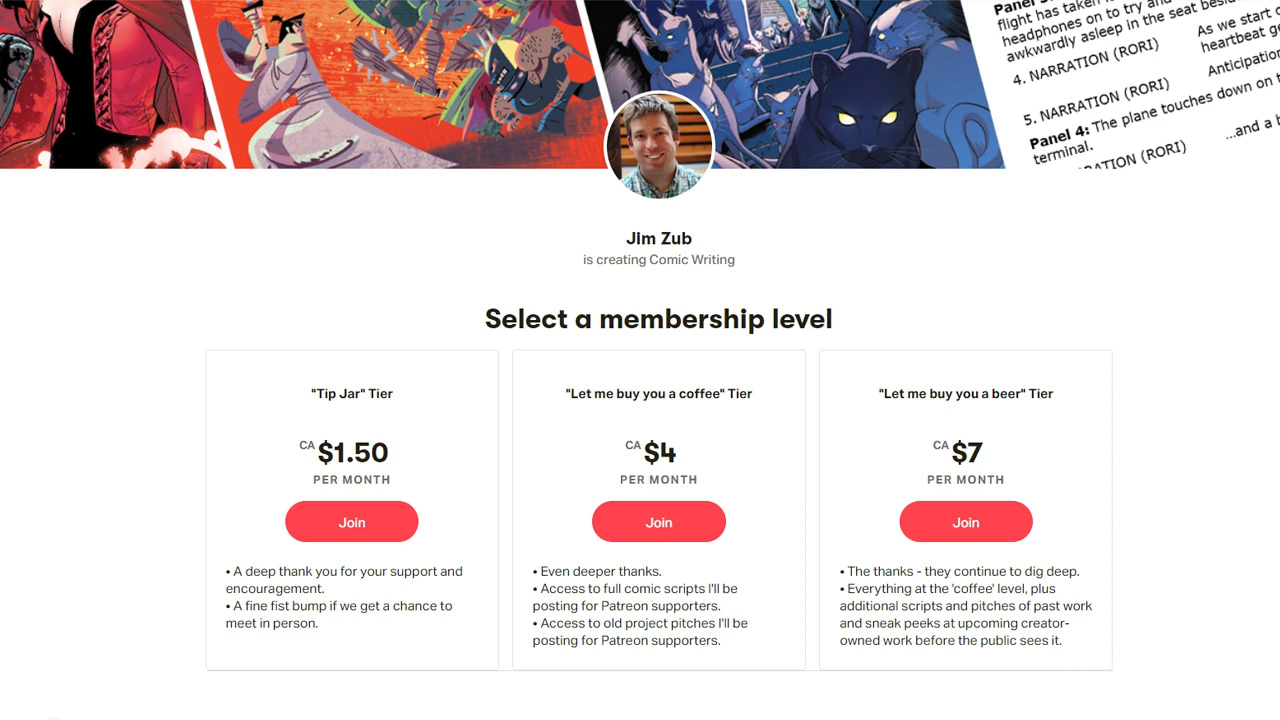 Panel 3:
flight has taken
headphones on to try and
awkwardly asleep in the seat
4. NARRATION (RORI)
As we start
heartbeat
5. NARRATION (RORI)
Anticipation
Panel 4: The plane touches down on
terminal.
(RORI)
...and a
Jim Zub
is creating Comic Writing
Select a membership level
"Tip Jar" Tier
CA $1.50
PER MONTH
Join
• A deep thank you for your support and
encouragement.
• A fine fist bump if we get a chance to
meet in person.
"Let me buy you a coffee" Tier
CA $4
PER MONTH
Join
• Even deeper thanks.
• Access to full comic scripts I'll be
posting for Patreon supporters.
• Access to old project pitches I'll be
posting for Patreon supporters.
"Let me buy you a beer" Tier
CA $7
PER MONTH
Join
• The thanks - they continue to dig deep.
• Everything at the 'coffee' level, plus
additional scripts and pitches of past work
and sneak peeks at upcoming creator-
owned work before the public sees it.